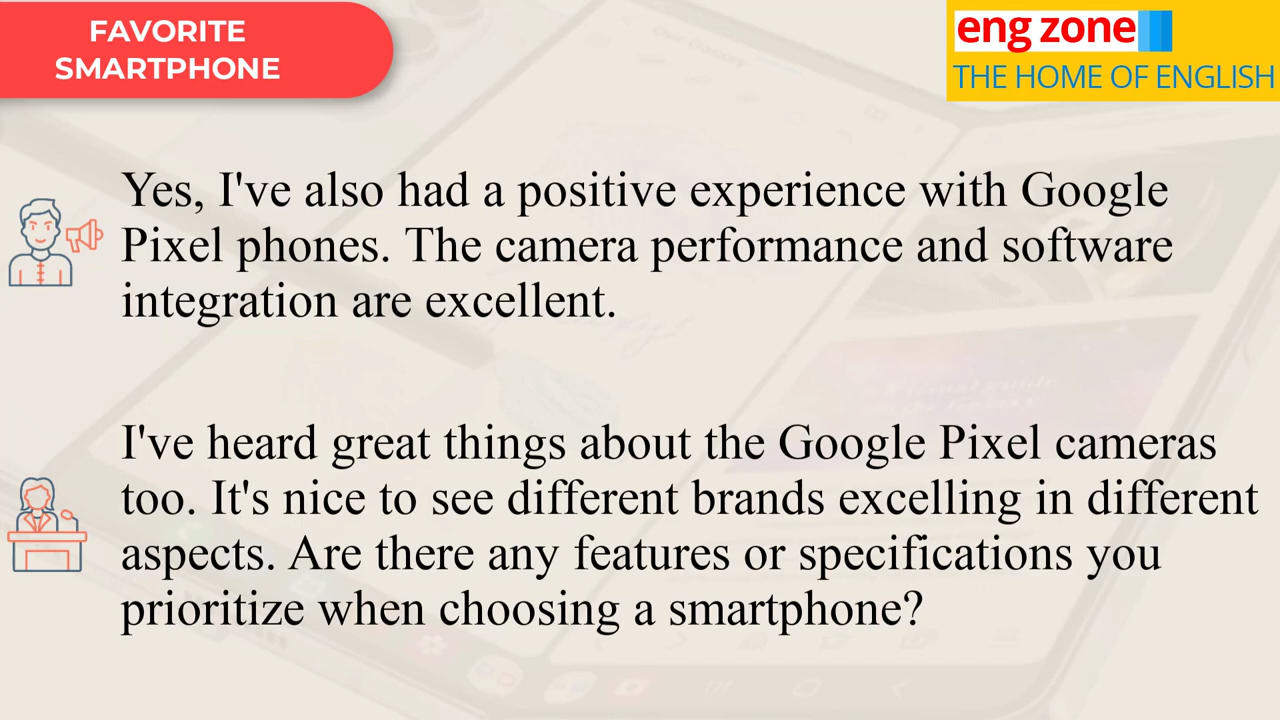 FAVORITE
SMARTPHONE
eng zone
THE HOME OF ENGLISH
Yes, I've also had a positive experience with Google
Pixel phones. The camera performance and software
integration are excellent.
I've heard great things about the Google Pixel cameras
too. It's nice to see different brands excelling in different
aspects. Are there any features or specifications you
prioritize when choosing a smartphone?